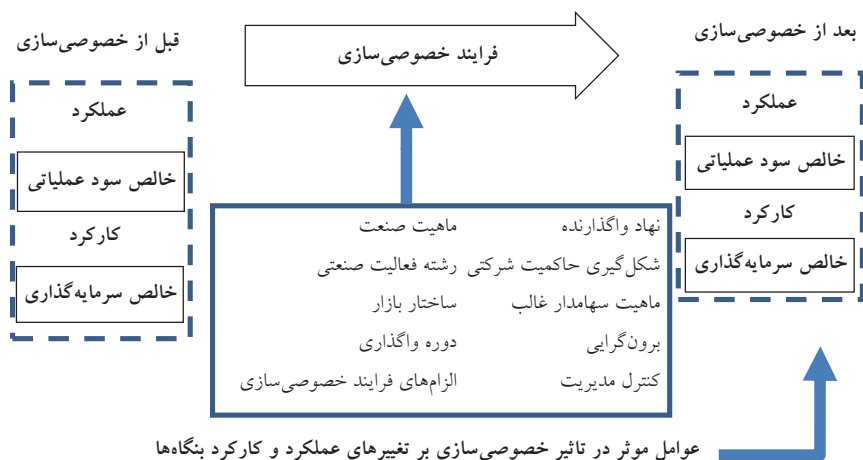 بعد از خصوصی‌سازی
فرایند خصوصی‌سازی
قبل از خصوصی‌سازی
عملکرد
خالص سود عملیاتی
کارکرد
خالص سرمایه‌گذاری
عملکرد
خالص سود عملیاتی
کارکرد
خالص سرمایه‌گذاری
نهاد واگذارنده ماهیت صنعت
شکل‌گیری حاکمیت شرکتی رشته فعالیت صنعتی
ماهیت سهامدار غالب ساختار بازار
برون‌گرایی دوره واگذاری
کنترل مدیریت الزام‌های فرایند خصوصی‌سازی
عوامل موثر در تاثیر خصوصی‌سازی بر تغییرهای عملکرد و کارکرد بنگاه‌ها